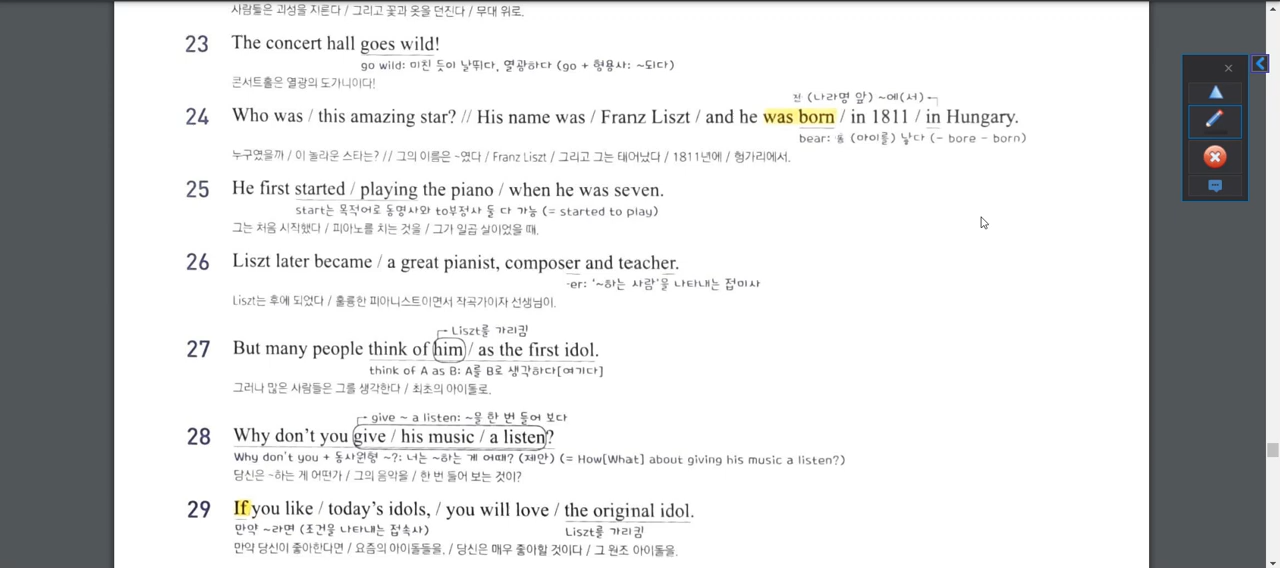 사람들은 괴성을 지른다 / 그리고 꽃과 옷을 던진다 / 무대 위로.
23 The concert hall goes wild!
go wild: 미친 듯이 날뛰다, 열광하다 (go + 형용사: ~되다)
콘서트홀은 열광의 도가니이다!
전 (나라명 앞) ~에(서)
24 Who was / this amazing star? // His name was / Franz Liszt / and he was born / in 1811 / in Hungary.
bear: 동 (아이를) 낳다 (- bore - born)
누구였을까 / 이 놀라운 스타는? // 그의 이름은 ~였다 / Franz Liszt / 그리고 그는 태어났다 / 1811년에 / 헝가리에서.
25 He first started / playing the piano / when he was seven.
start는 목적어로 동명사와 to부정사 둘 다 가능 (= started to play)
그는 처음 시작했다 / 피아노를 치는 것을 / 그가 일곱 살이었을 때.
26 Liszt later became / a great pianist, composer and teacher.
-er: '~하는 사람'을 나타내는 접미사
Liszt는 후에 되었다 / 훌륭한 피아니스트이면서 작곡가이자 선생님이.
Liszt를 가리킴
27 But many people think of him / as the first idol.
think of A as B: A를 B로 생각하다[여기다]
그러나 많은 사람들은 그를 생각한다 / 최초의 아이돌로.
give ~ a listen: ~을 한 번 들어 보다
28 Why don't you give / his music / a listen?
Why don't you + 동사원형 ~?: 너는 ~하는 게 어때? (제안) (= How[What] about giving his music a listen?)
당신은 ~하는 게 어떤가 / 그의 음악을 / 한 번 들어 보는 것이?
29 If you like / today's idols, / you will love / the original idol.
만약 ~라면 (조건을 나타내는 접속사) Liszt를 가리킴
만약 당신이 좋아한다면 / 요즘의 아이돌들을, / 당신은 매우 좋아할 것이다 / 그 원조 아이돌을.